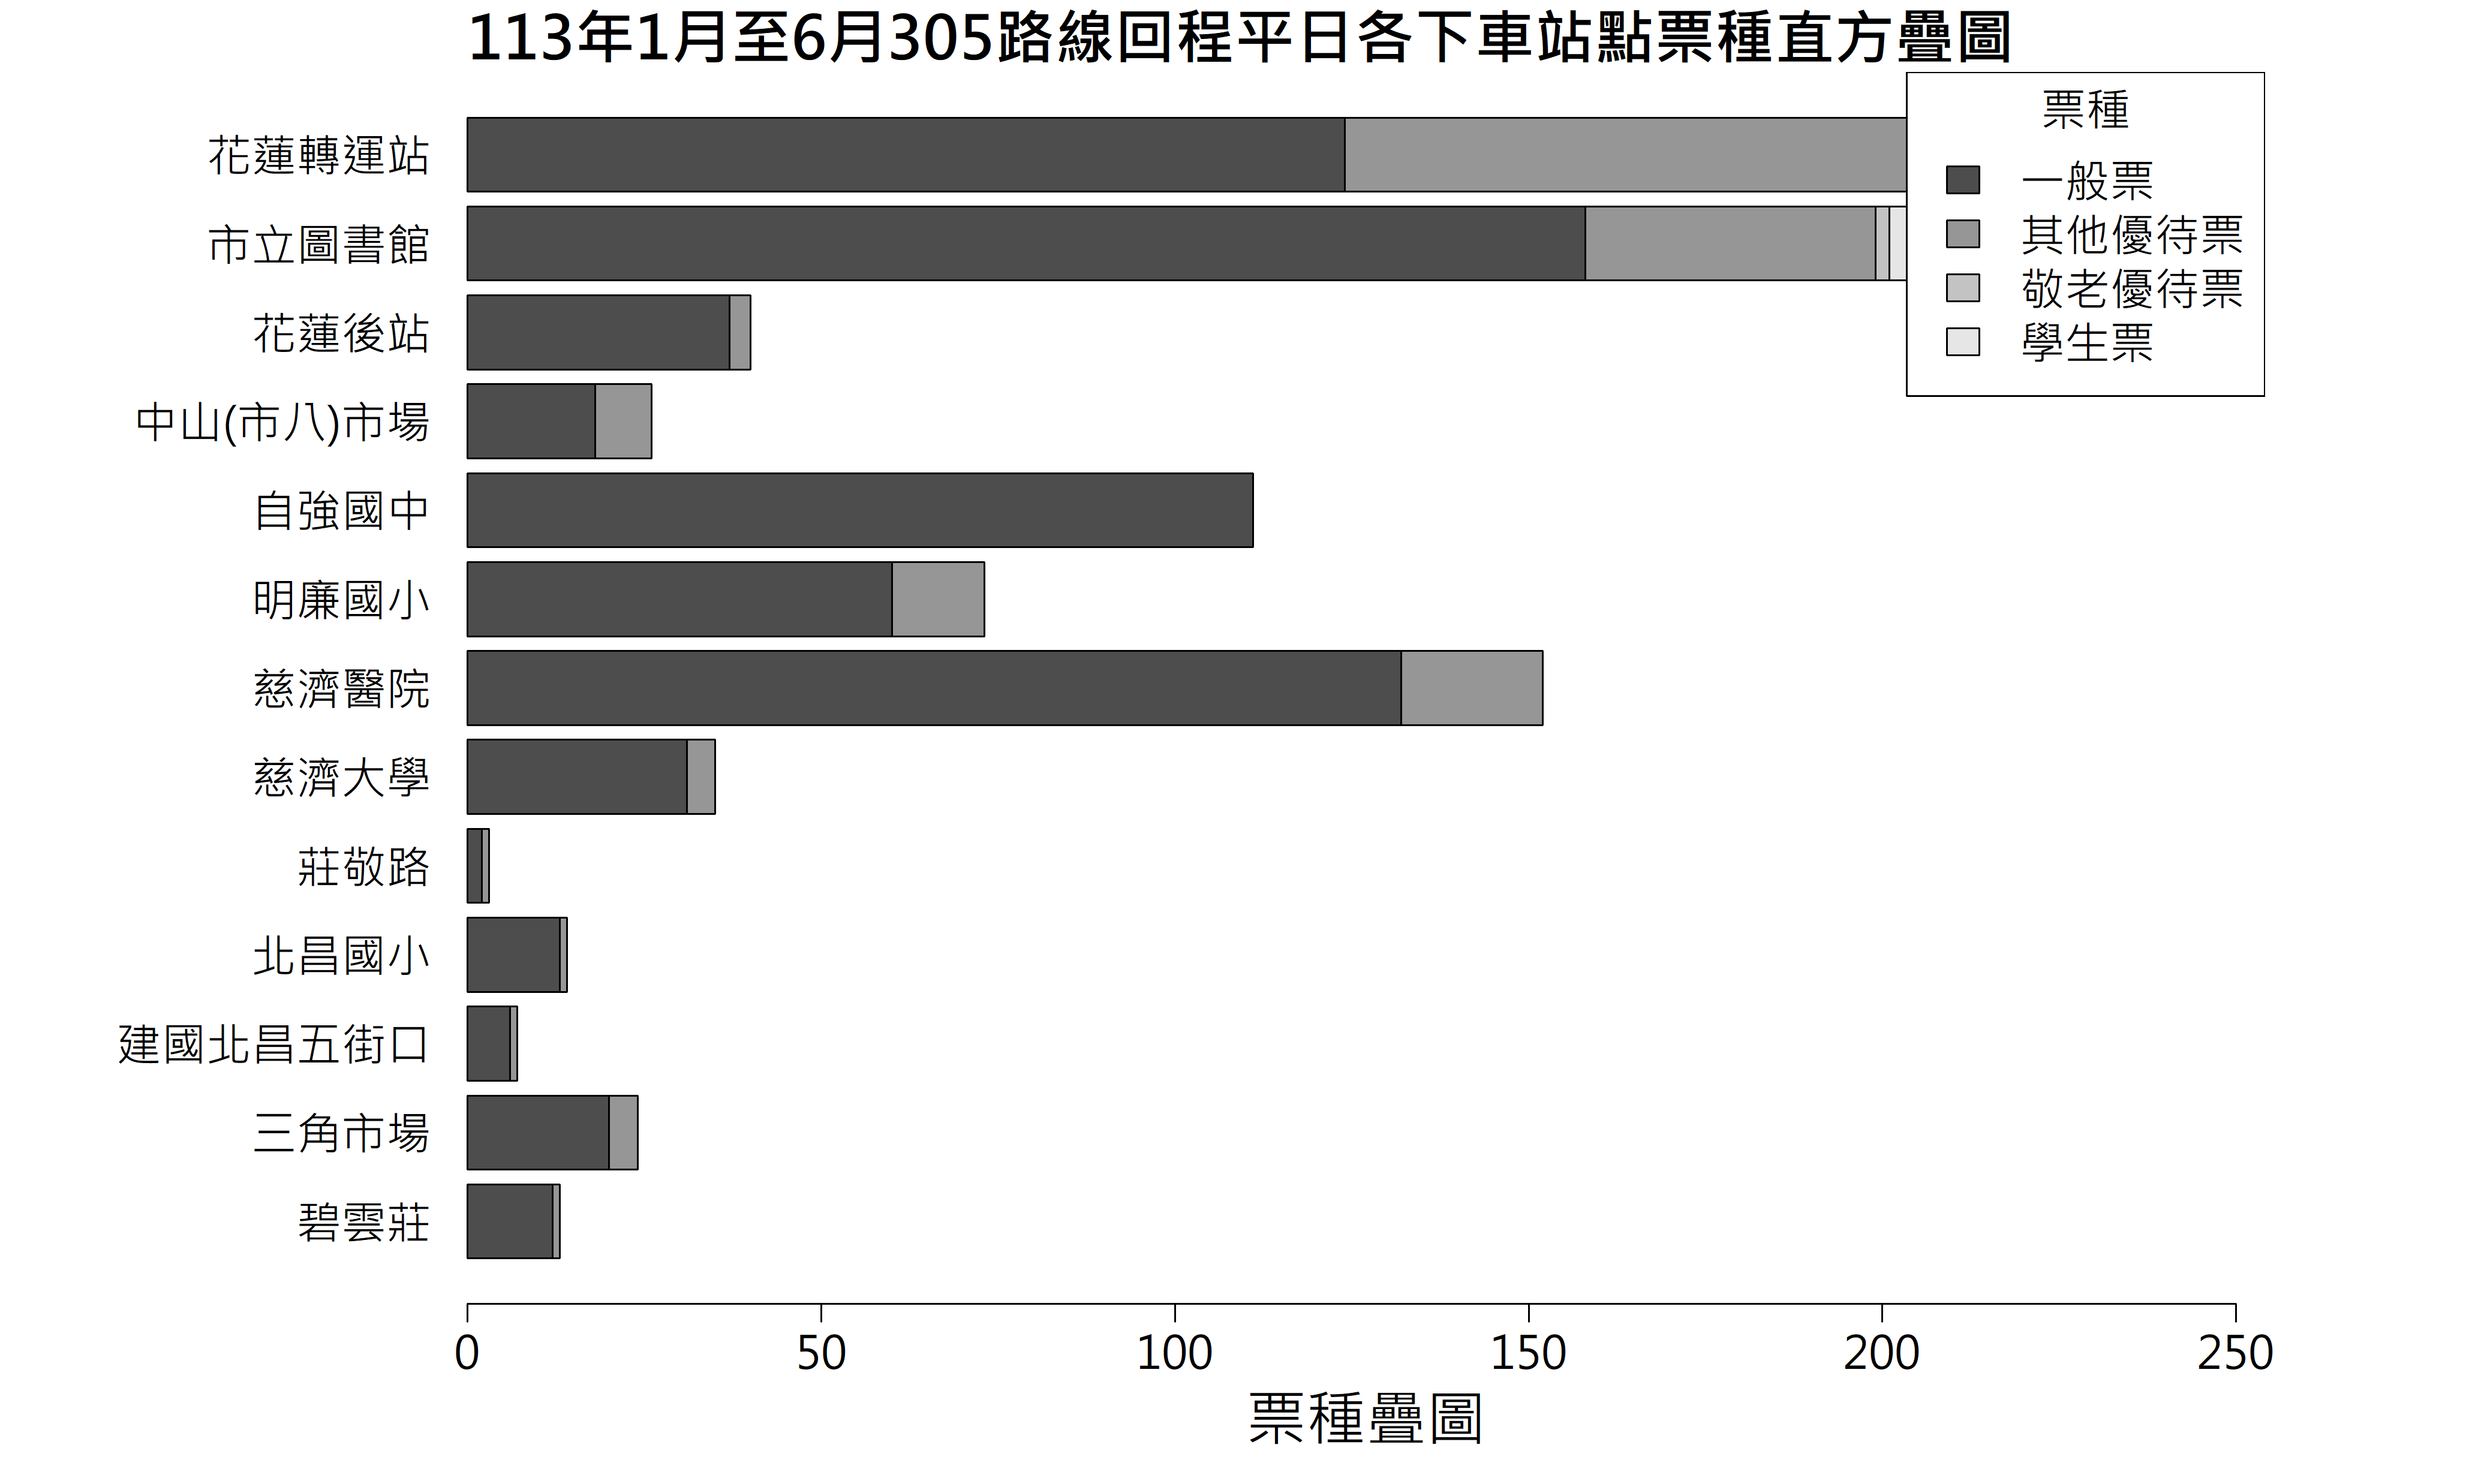 113年1月至6月305路線回程平日各下車站點票種直方疊圖
票種
一般票
其他優待票
敬老優待票
學生票
花蓮轉運站
市立圖書館
花蓮後站
中山(市八)市場
自強國中
明廉國小
慈濟醫院
慈濟大學
莊敬路
北昌國小
建國北昌五街口
三角市場
碧雲莊
0 50 100 150 200 250
票種疊圖